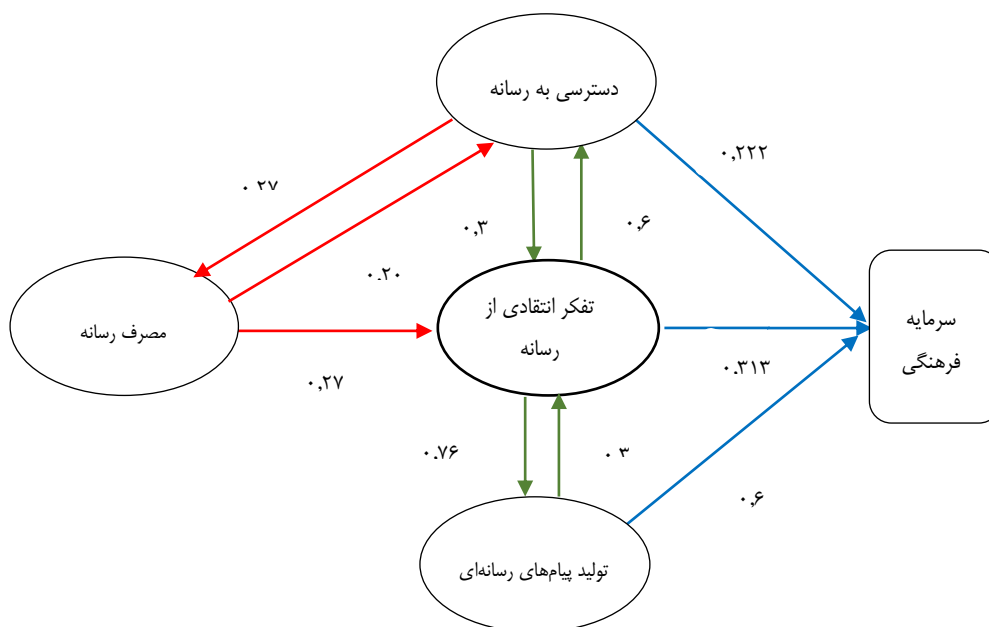 دسترسی به رسانه
۰,۲۲۲
۰.۲۷
۰,۳
۰,۶
۰.۲۰
تفکر انتقادی از
رسانه
سرمایه
فرهنگی
مصرف رسانه
۰.۳۱۳
۰,۲۷
۰.۷۶
۰.۳
۰,۶
تولید پیام‌های رسانه‌ای